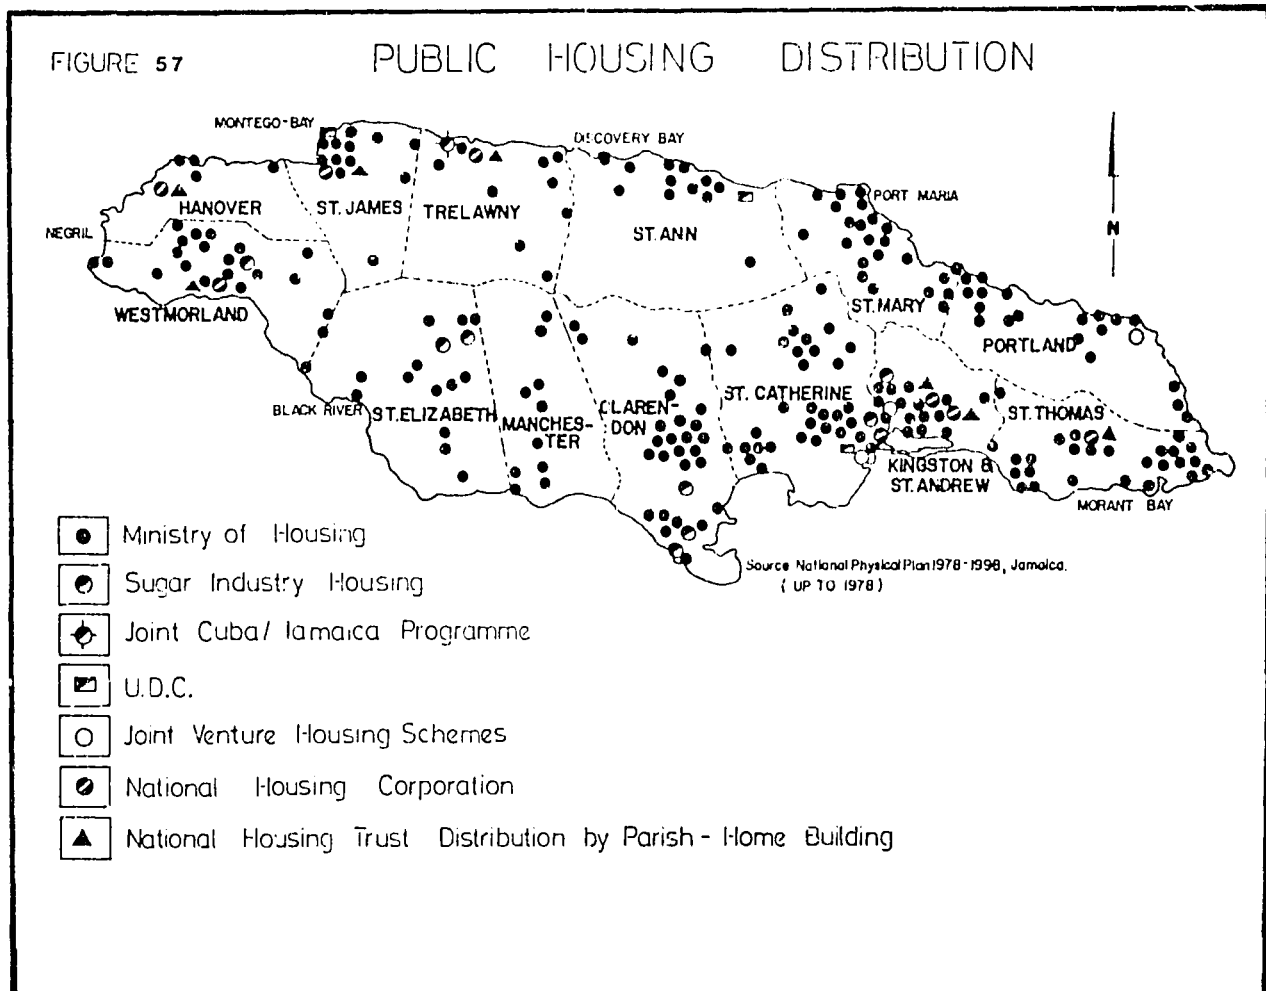 FIGURE 57
PUBLIC HOUSING DISTRIBUTION
MONTEGO-BAY
DISCOVERY BAY
PORT MARIA
HANOVER
ST. JAMES
TRELAWNY
ST. ANN
NEGRIL
N
WESTMORLAND
ST. MARY
PORTLAND
BLACK RIVER
ST. ELIZABETH
MANCHES-
TER
CLAREN-
DON
ST. CATHERINE
ST. THOMAS
KINGSTON &
ST. ANDREW
MORANT BAY
Source National Physical Plan 1978-1998, Jamaica.
( UP TO 1978 )
Ministry of Housing
Sugar Industry Housing
Joint Cuba/Jamaica Programme
U.D.C.
Joint Venture Housing Schemes
National Housing Corporation
National Housing Trust Distribution by Parish - Home Building